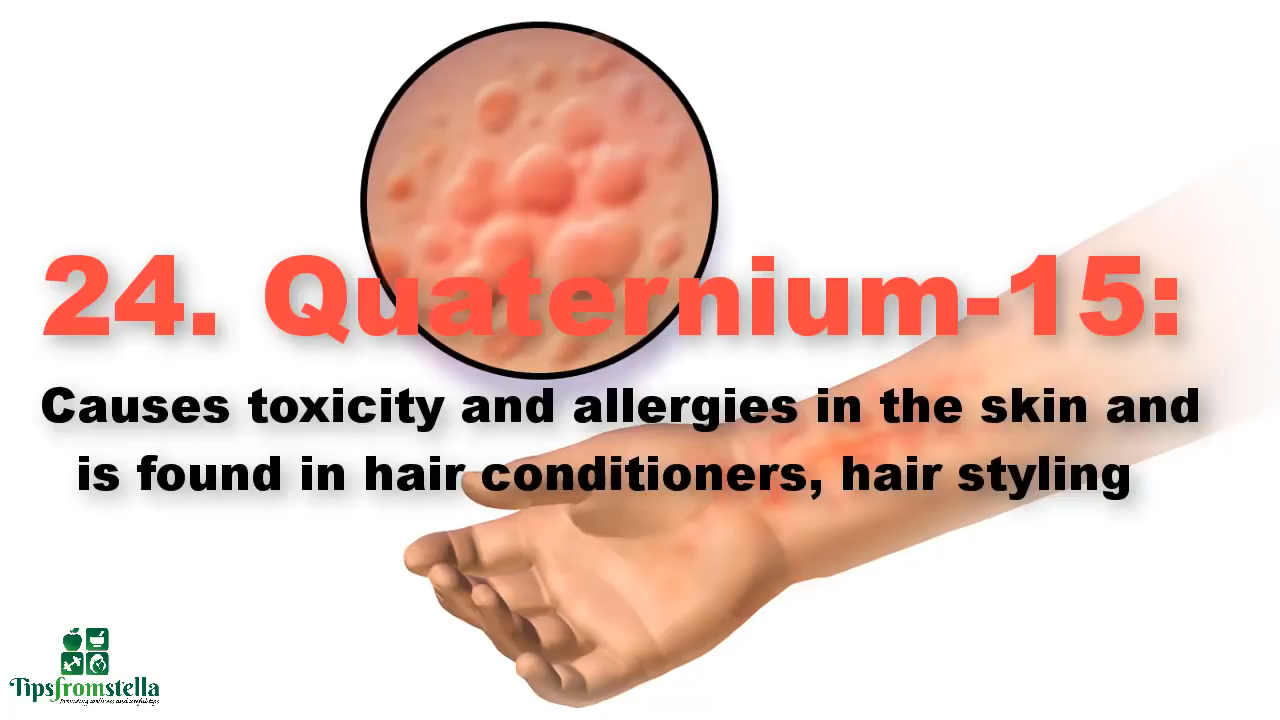 24. Quaternium-15:
Causes toxicity and allergies in the skin and
is found in hair conditioners, hair styling
Tipsfromstella